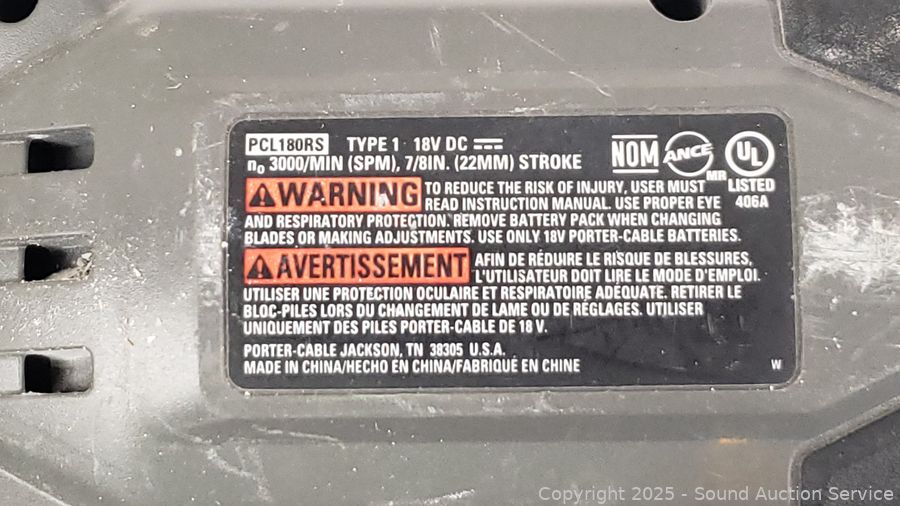 PCL180RS TYPE 1 18V DC
n₀ 3000/MIN (SPM), 7/8IN. (22MM) STROKE
NOM ANCE MR UL LISTED 406A
WARNING TO REDUCE THE RISK OF INJURY, USER MUST
READ INSTRUCTION MANUAL. USE PROPER EYE
AND RESPIRATORY PROTECTION. REMOVE BATTERY PACK WHEN CHANGING
BLADES OR MAKING ADJUSTMENTS. USE ONLY 18V PORTER-CABLE BATTERIES.
AVERTISSEMENT AFIN DE RÉDUIRE LE RISQUE DE BLESSURES,
L'UTILISATEUR DOIT LIRE LE MODE D'EMPLOI.
UTILISER UNE PROTECTION OCULAIRE ET RESPIRATOIRE ADÉQUATE. RETIRER LE
BLOC-PILES LORS DU CHANGEMENT DE LAME OU DE RÉGLAGES. UTILISER
UNIQUEMENT DES PILES PORTER-CABLE DE 18 V.
PORTER-CABLE JACKSON, TN 38305 U.S.A.
MADE IN CHINA/HECHO EN CHINA/FABRIQUÉ EN CHINE W
Copyright © 2025 - Sound Auction Service